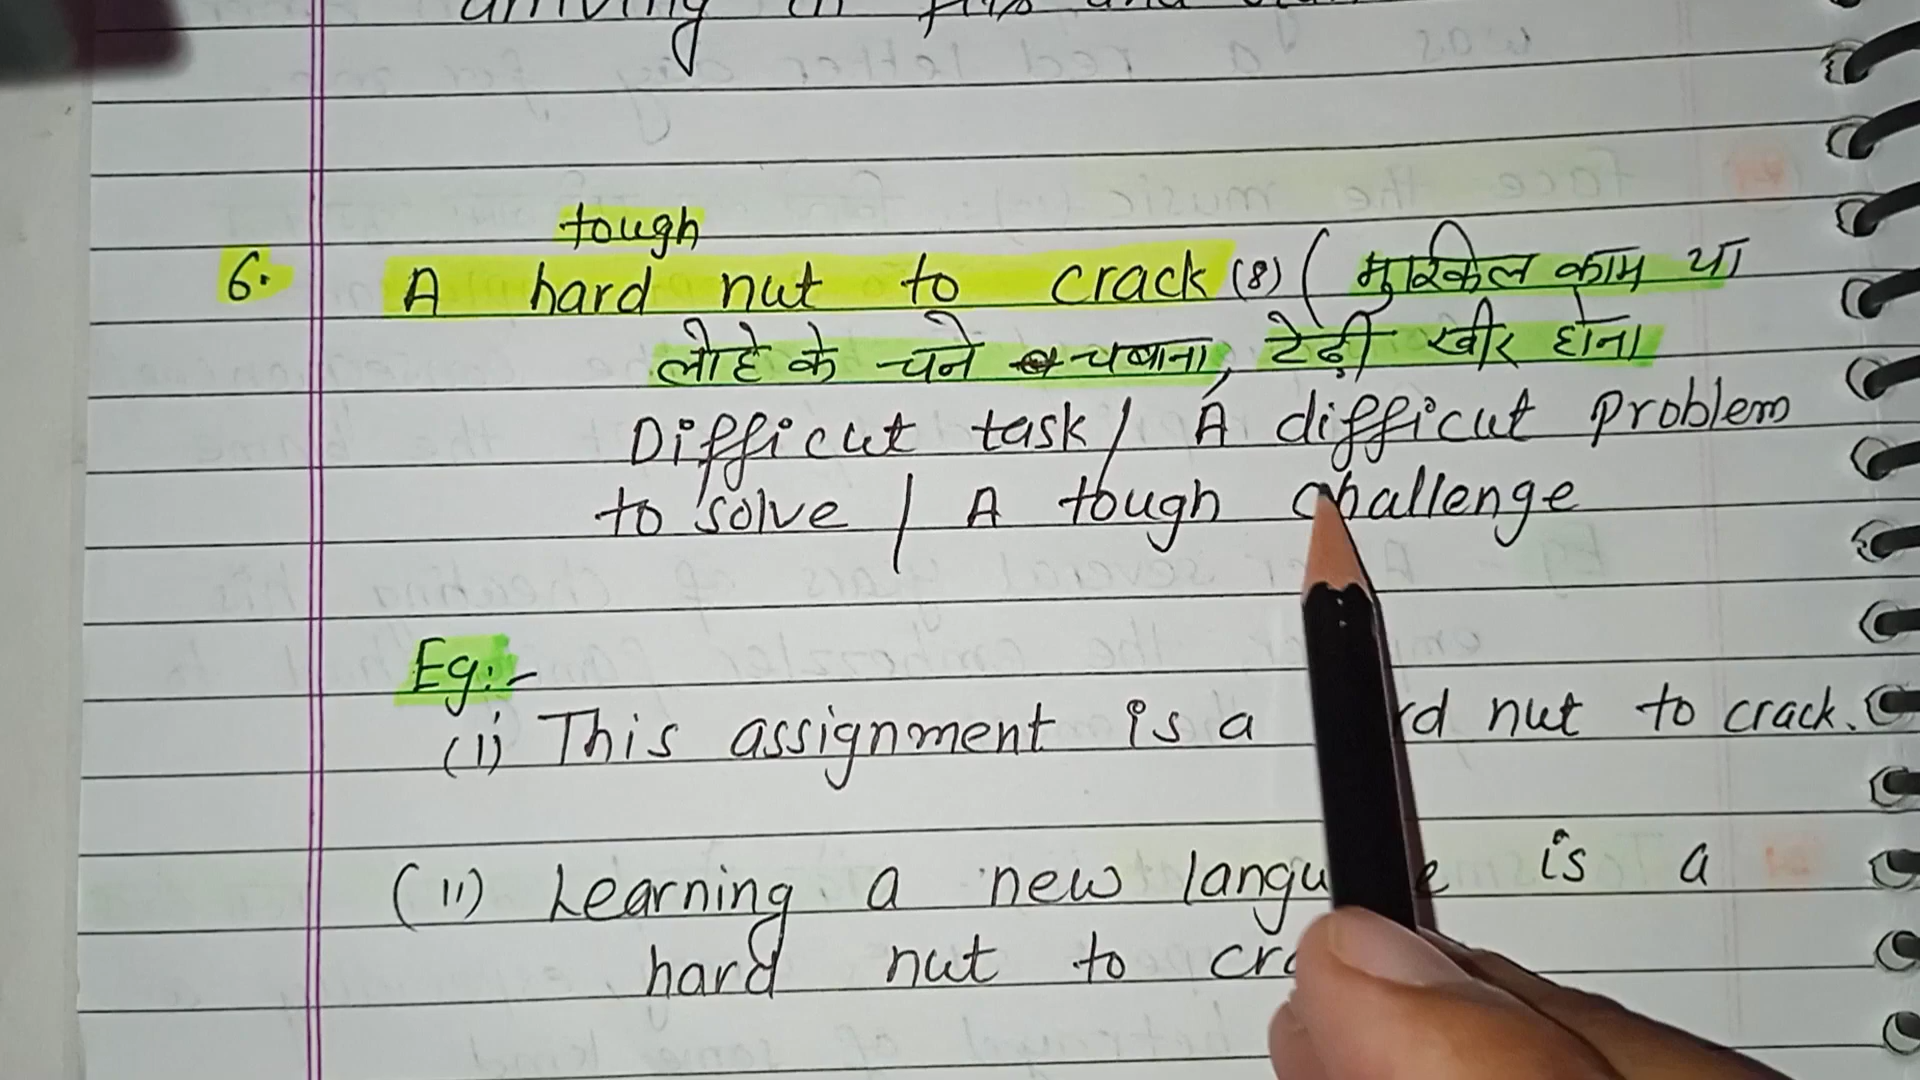 tough
6. A hard nut to crack (8) ( मुश्किल काम या
लोहे के चने चबाना, टेढ़ी खीर होना
Difficut task / A difficut problem
to solve / A tough challenge
Eg:-
(i) This assignment is a rd nut to crack.
(ii) Learning a new langu e is a
hard nut to cr